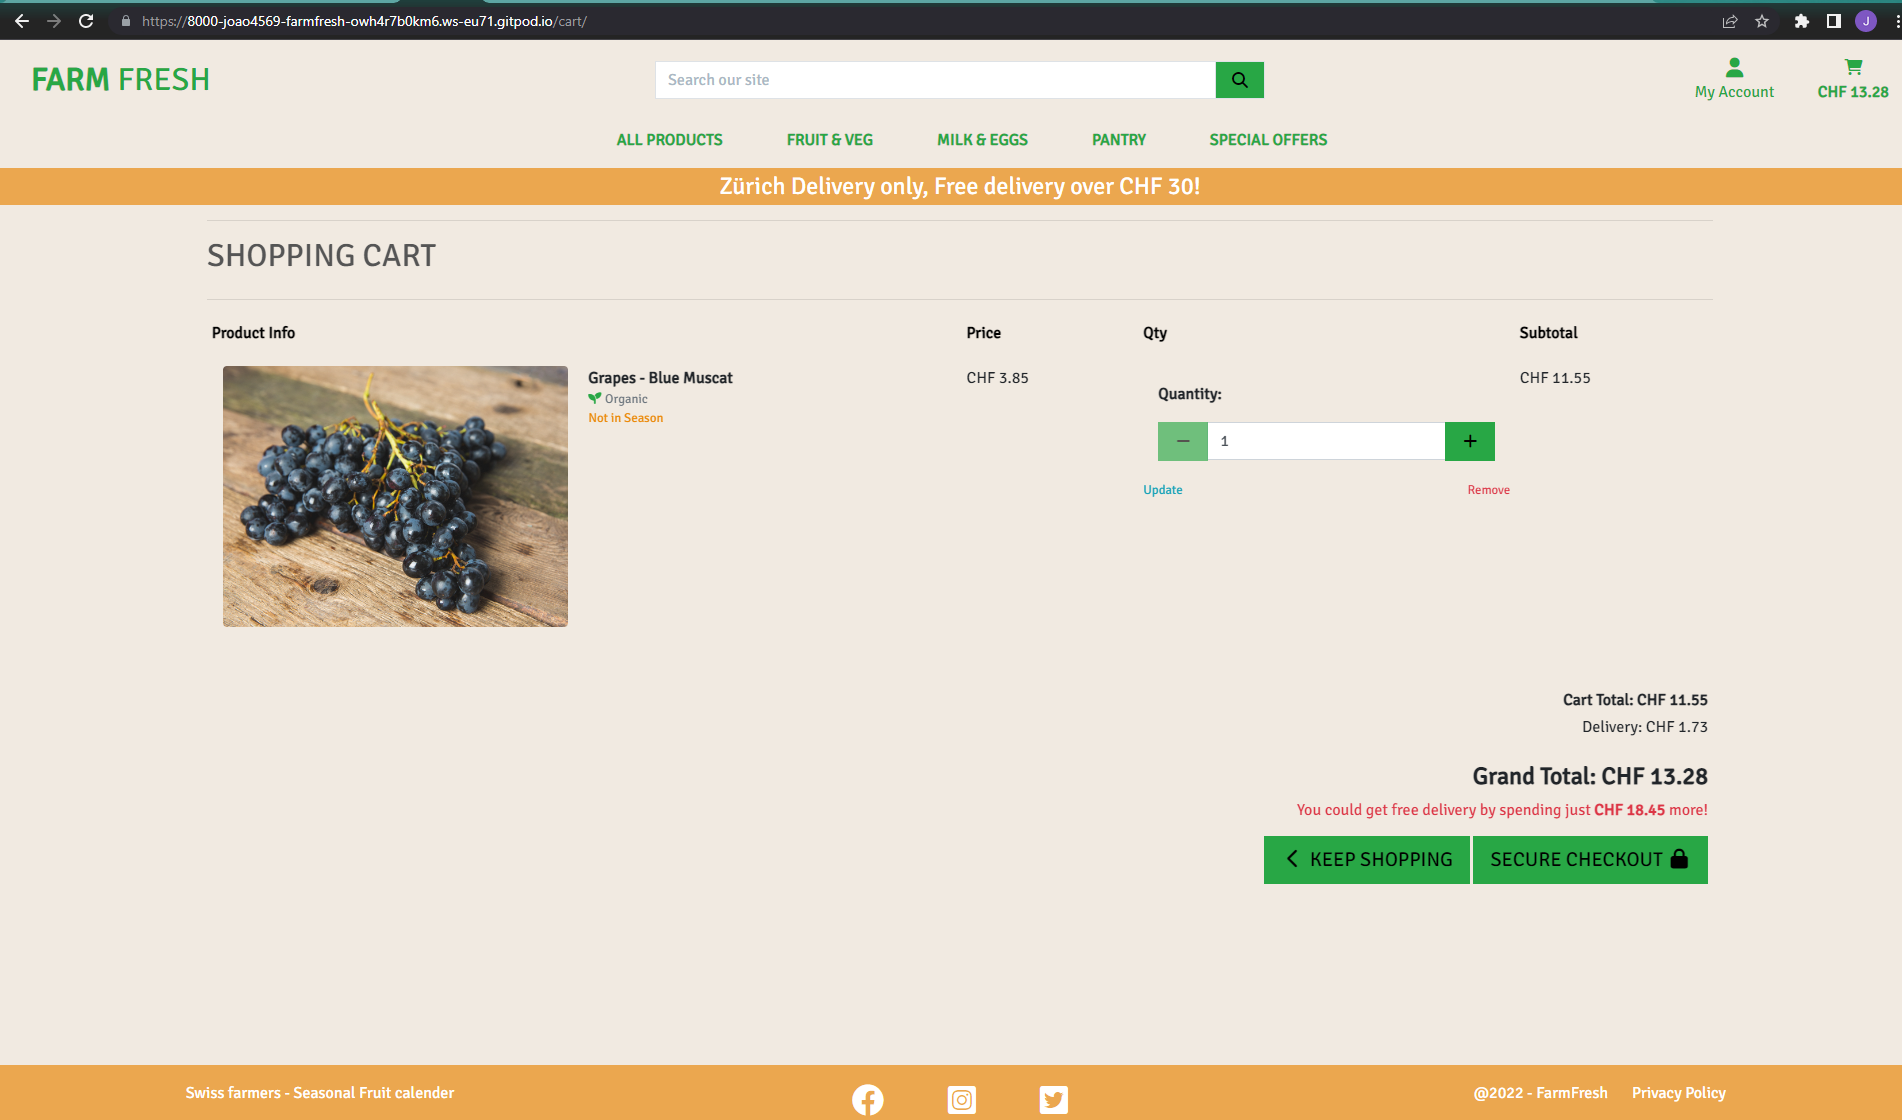 https://8000-joao4569-farmfresh-owh4r7b0km6.ws-eu71.gitpod.io/cart/
J
FARM FRESH
Search our site
My Account
CHF 13.28
ALL PRODUCTS FRUIT & VEG MILK & EGGS PANTRY SPECIAL OFFERS
Zürich Delivery only, Free delivery over CHF 30!
SHOPPING CART
Product Info Price Qty Subtotal
Grapes - Blue Muscat CHF 3.85 CHF 11.55
Organic
Not in Season
Quantity:
1
Update Remove
Cart Total: CHF 11.55
Delivery: CHF 1.73
Grand Total: CHF 13.28
You could get free delivery by spending just CHF 18.45 more!
KEEP SHOPPING SECURE CHECKOUT
Swiss farmers - Seasonal Fruit calender @2022 - FarmFresh Privacy Policy